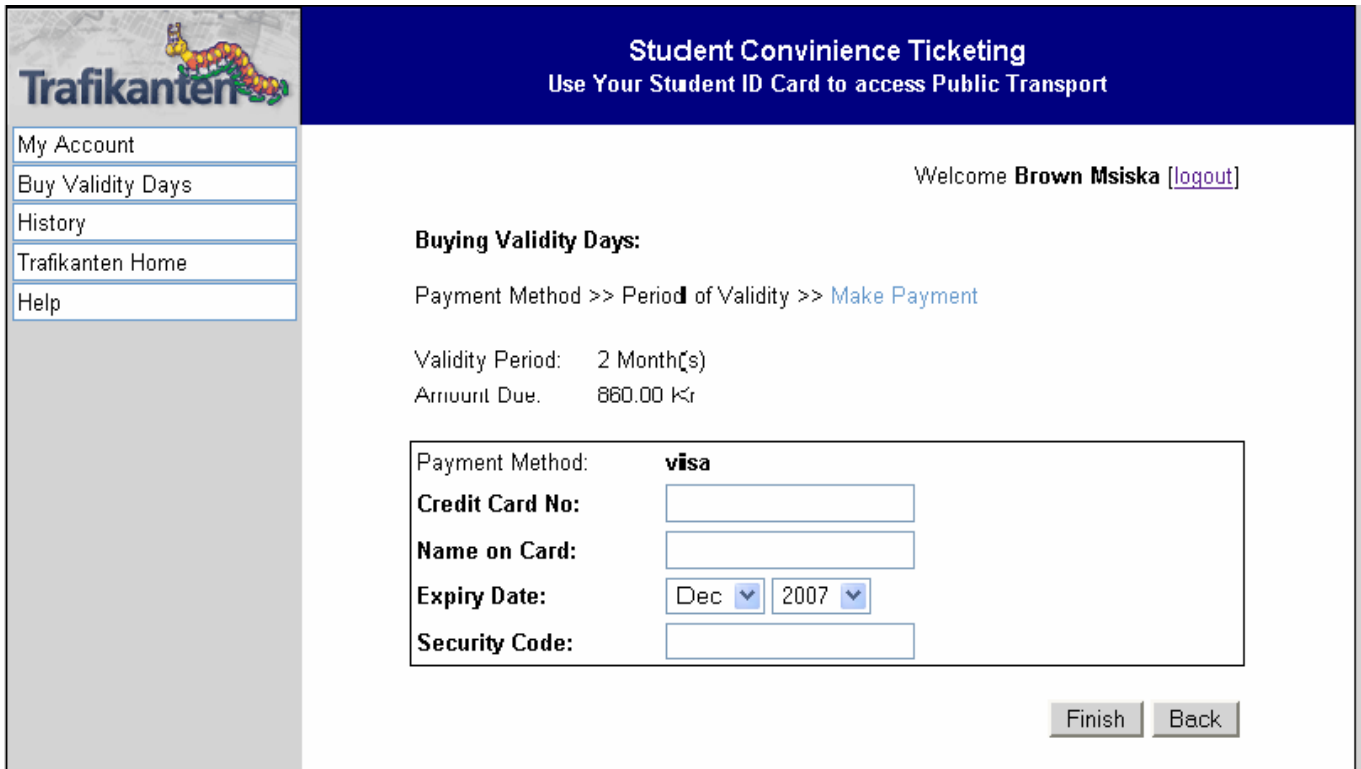 Trafikanten
Student Convinience Ticketing
Use Your Student ID Card to access Public Transport
My Account
Buy Validity Days
History
Trafikanten Home
Help
Welcome Brown Msiska [logout]
Buying Validity Days:
Payment Method >> Period of Validity >> Make Payment
Validity Period: 2 Month(s)
Amount Due: 860.00 Kr
Payment Method: visa
Credit Card No:
Name on Card:
Expiry Date: Dec 2007
Security Code:
Finish Back